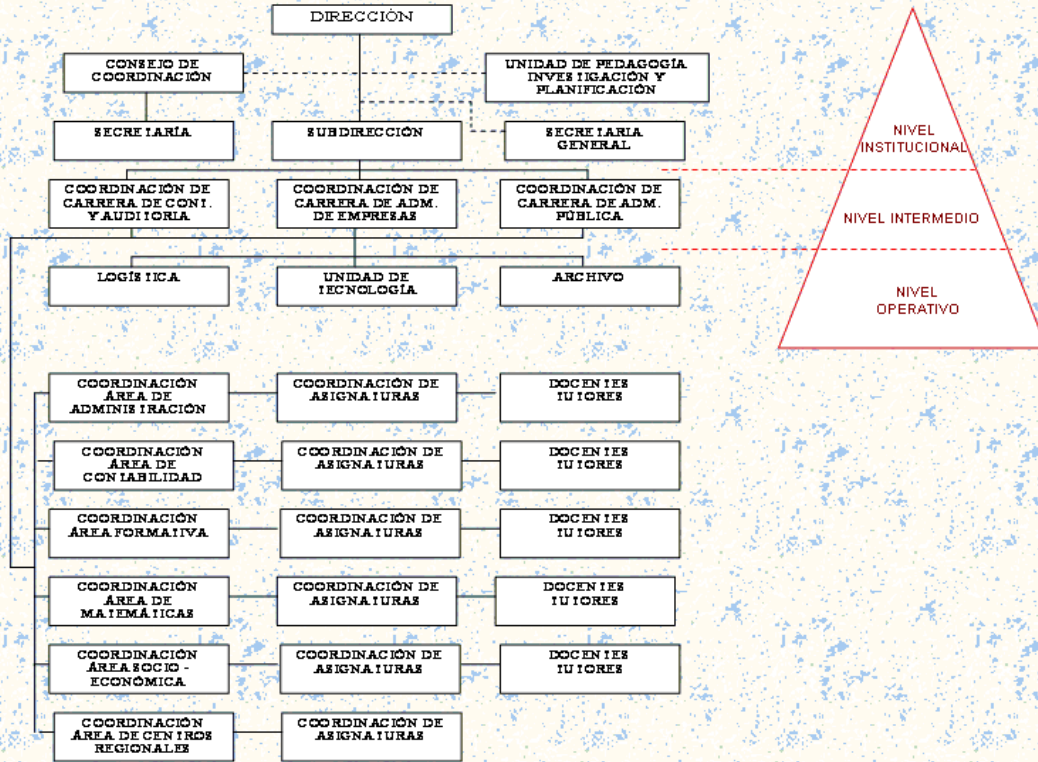 DIRECCIÓN
CONSEJO DE
COORDINACIÓN
UNIDAD DE PEDAGOGÍA
INVESTIGACIÓN Y
PLANIFICACIÓN
SECRETARÍA
SUBDIRECCIÓN
SECRETARIA
GENERAL
COORDINACIÓN DE
CARRERA DE CONT.
Y AUDITORIA
COORDINACIÓN DE
CARRERA DE ADM.
DE EMPRESAS
COORDINACIÓN DE
CARRERA DE ADM.
PÚBLICA
LOGÍSTICA
UNIDAD DE
TECNOLOGÍA
ARCHIVO
COORDINACIÓN
ÁREA DE
ADMINISTRACIÓN
COORDINACIÓN DE
ASIGNATURAS
DOCENTES
TUTORES
COORDINACIÓN
ÁREA DE
CONTABILIDAD
COORDINACIÓN DE
ASIGNATURAS
DOCENTES
TUTORES
COORDINACIÓN
ÁREA FORMATIVA
COORDINACIÓN DE
ASIGNATURAS
DOCENTES
TUTORES
COORDINACIÓN
ÁREA DE
MATEMÁTICAS
COORDINACIÓN DE
ASIGNATURAS
DOCENTES
TUTORES
COORDINACIÓN
ÁREA SOCIO -
ECONÓMICA
COORDINACIÓN DE
ASIGNATURAS
DOCENTES
TUTORES
COORDINACIÓN
ÁREA DE CENTROS
REGIONALES
COORDINACIÓN DE
ASIGNATURAS
NIVEL
INSTITUCIONAL
NIVEL INTERMEDIO
NIVEL
OPERATIVO